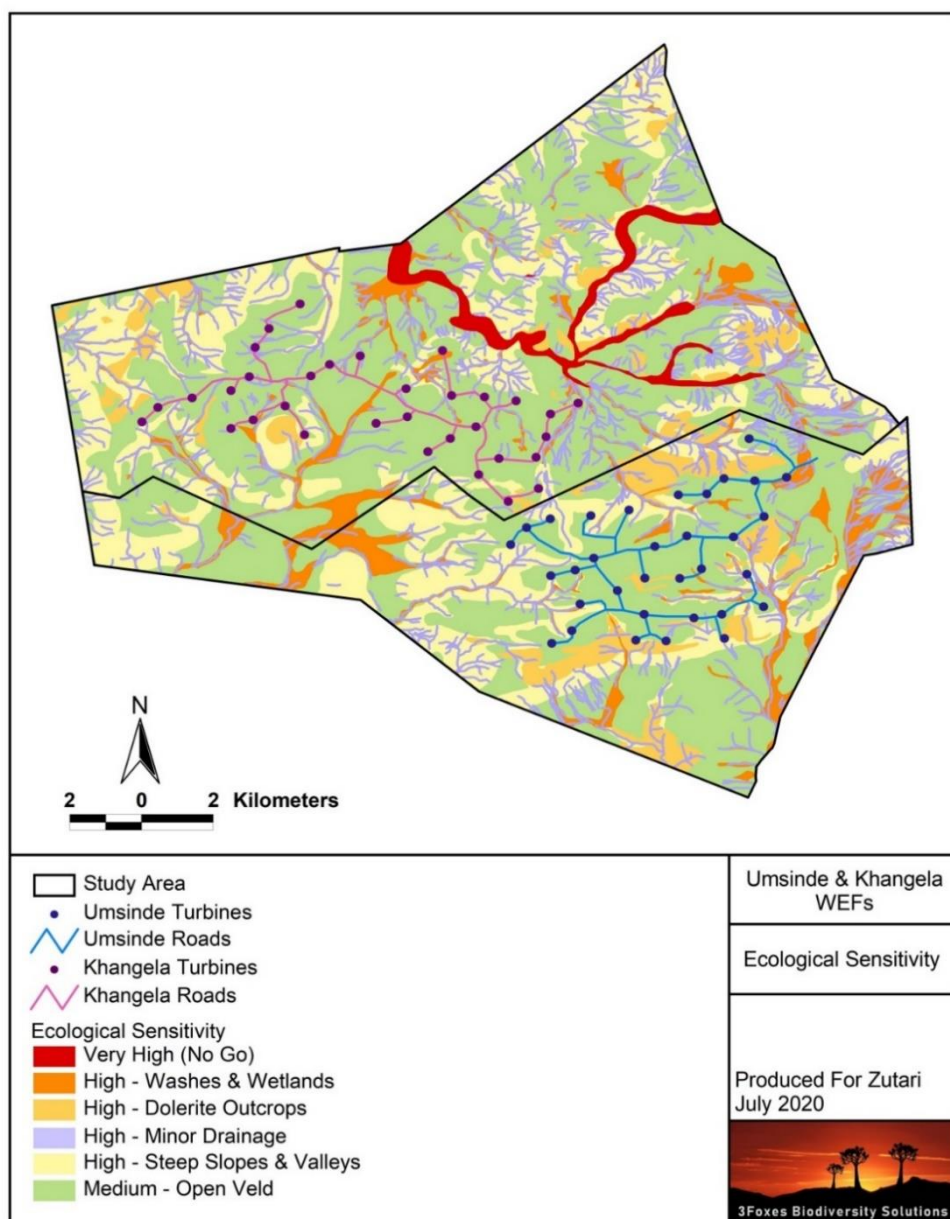 N
2 0 2 Kilometers
Study Area
Umsinde Turbines
Umsinde Roads
Khangela Turbines
Khangela Roads
Ecological Sensitivity
Very High (No Go)
High - Washes & Wetlands
High - Dolerite Outcrops
High - Minor Drainage
High - Steep Slopes & Valleys
Medium - Open Veld
Umsinde & Khangela
WEFs
Ecological Sensitivity
Produced For Zutari
July 2020
3Foxes Biodiversity Solutions